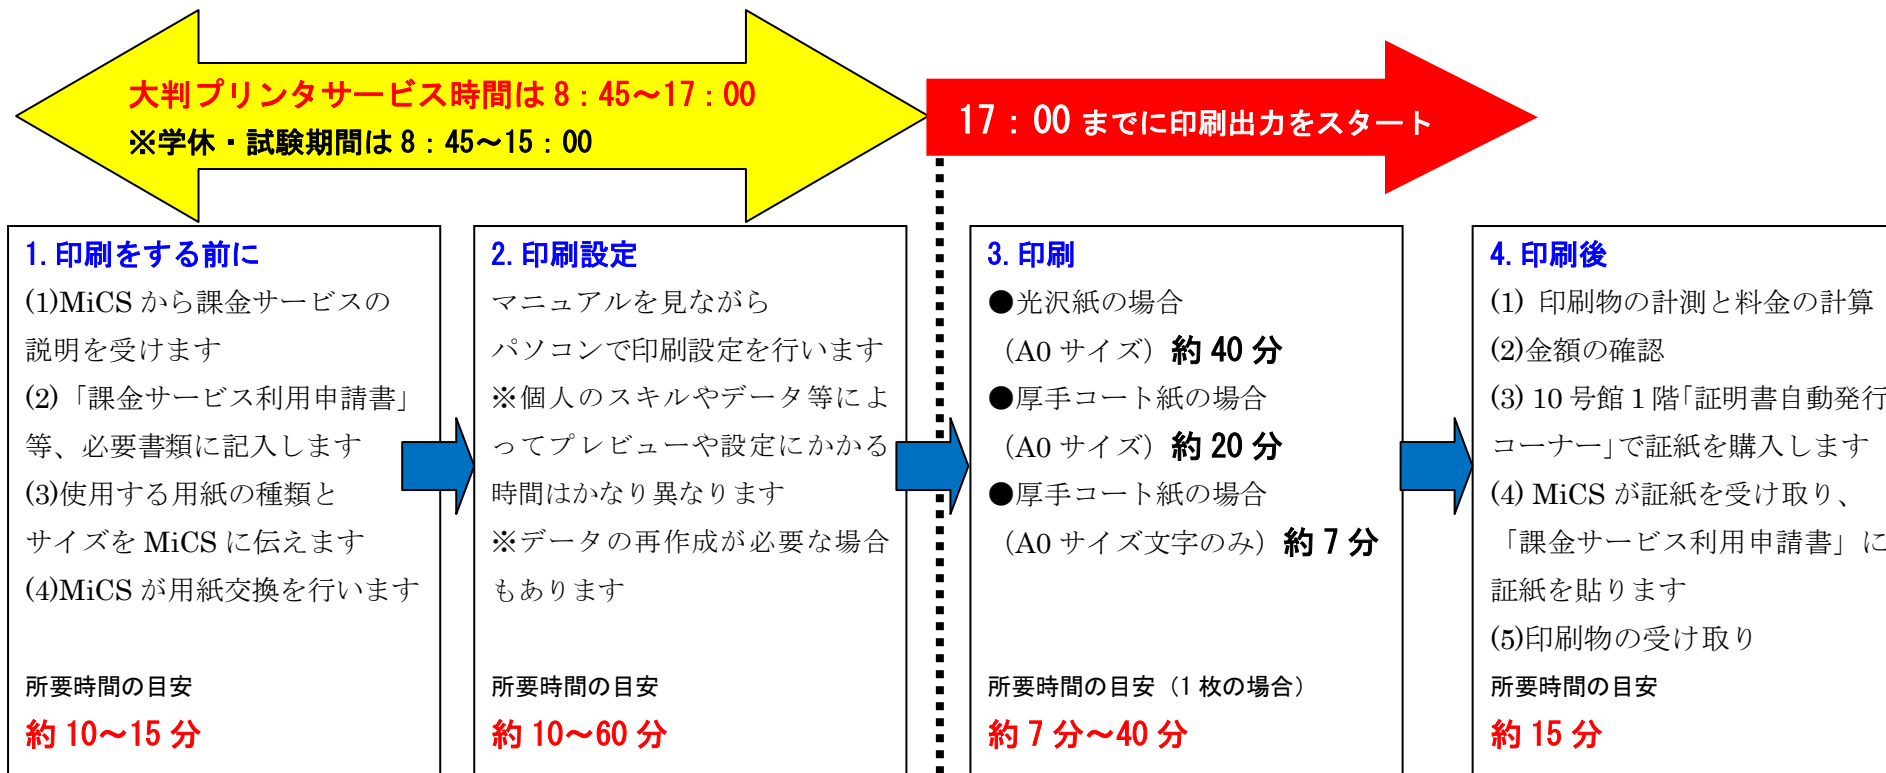 大判プリンタサービス時間は 8：45～17：00
※学休・試験期間は 8：45～15：00
17：00 までに印刷出力をスタート
1. 印刷をする前に
(1)MiCS から課金サービスの
説明を受けます
(2)「課金サービス利用申請書」
等、必要書類に記入します
(3)使用する用紙の種類と
サイズを MiCS に伝えます
(4)MiCS が用紙交換を行います
所要時間の目安
約 10～15 分
2. 印刷設定
マニュアルを見ながら
パソコンで印刷設定を行います
※個人のスキルやデータ等によ
ってプレビューや設定にかかる
時間はかなり異なります
※データの再作成が必要な場合
もあります
所要時間の目安
約 10～60 分
3. 印刷
●光沢紙の場合
（A0 サイズ）約 40 分
●厚手コート紙の場合
（A0 サイズ）約 20 分
●厚手コート紙の場合
（A0 サイズ文字のみ）約 7 分
所要時間の目安（1 枚の場合）
約 7 分～40 分
4. 印刷後
(1) 印刷物の計測と料金の計算
(2)金額の確認
(3) 10 号館 1 階「証明書自動発行
コーナー」で証紙を購入します
(4) MiCS が証紙を受け取り、
「課金サービス利用申請書」に
証紙を貼ります
(5)印刷物の受け取り
所要時間の目安
約 15 分